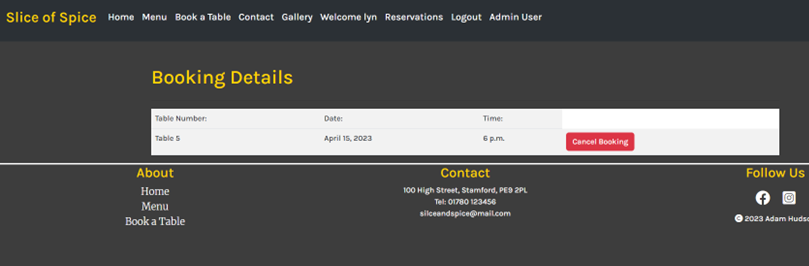 Slice of Spice Home Menu Book a Table Contact Gallery Welcome lyn Reservations Logout Admin User
Booking Details
Table Number: Date: Time:
Table 5 April 15, 2023 6 p.m. Cancel Booking
About
Home
Menu
Book a Table
Contact
100 High Street, Stamford, PE9 2PL
Tel: 01780 123456
silceandspice@mail.com
Follow Us
© 2023 Adam Hudso